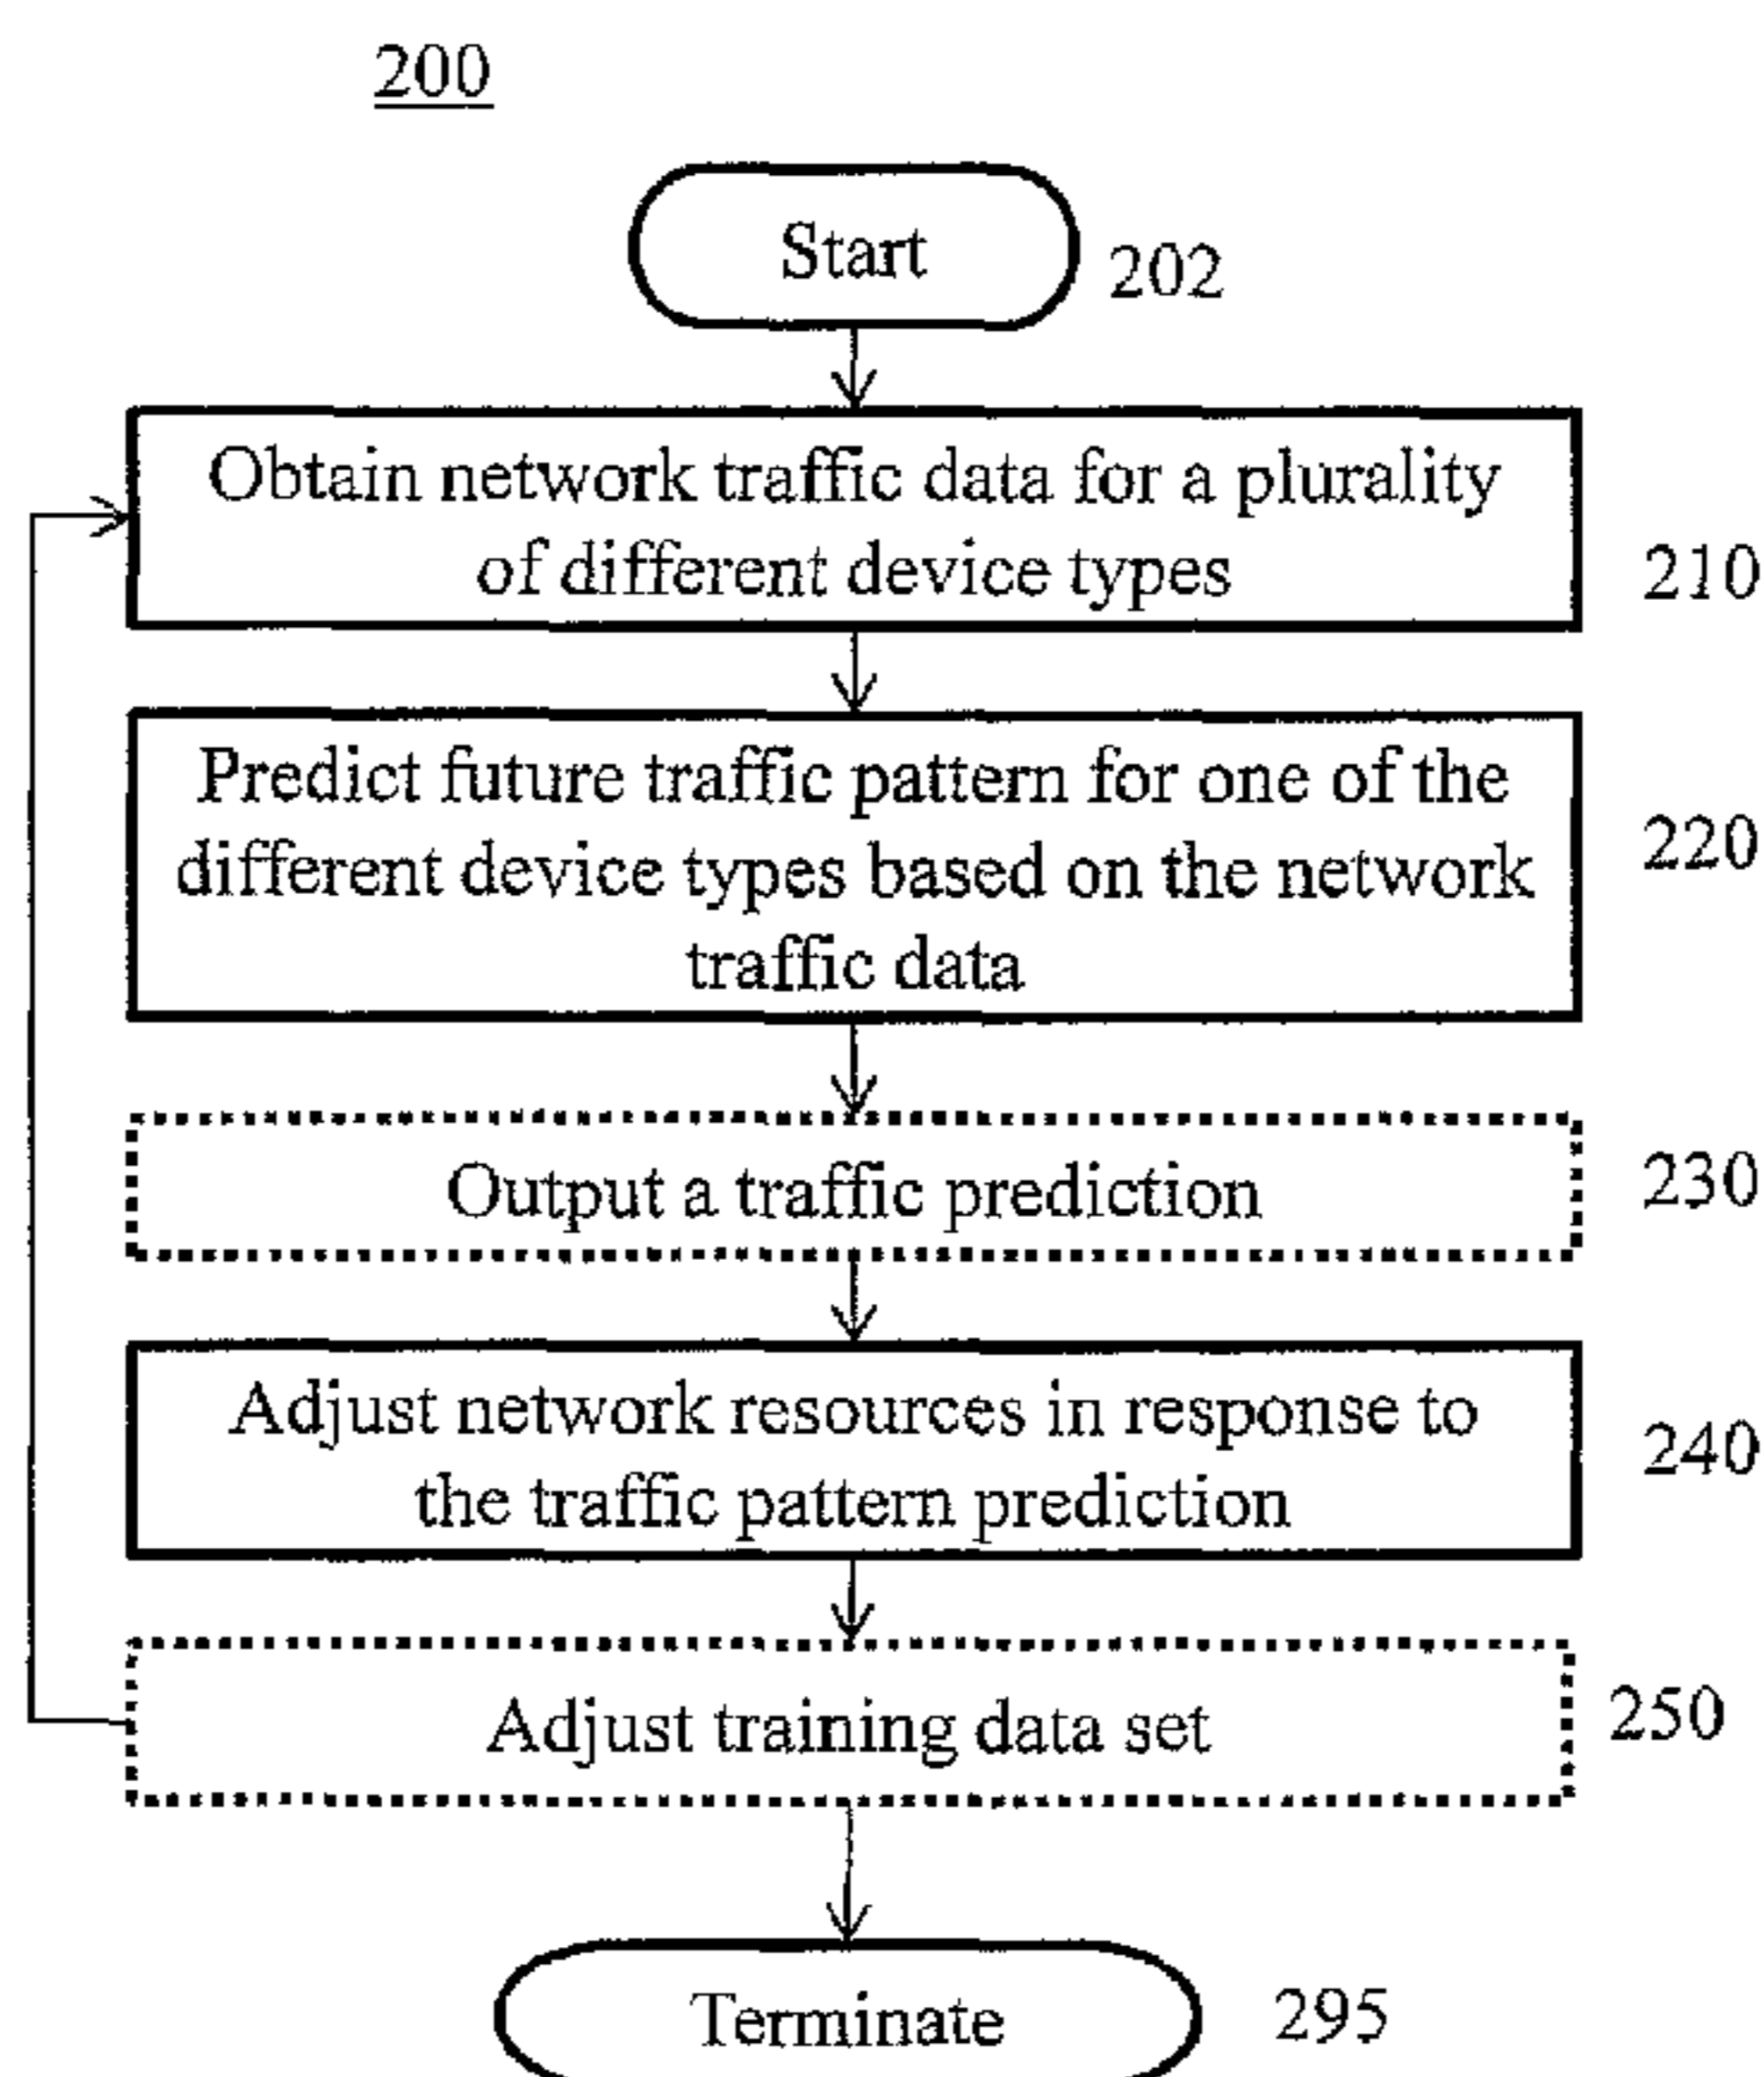 200
Start
202
Obtain network traffic data for a plurality
of different device types
210
Predict future traffic pattern for one of the
different device types based on the network
traffic data
220
Output a traffic prediction
230
Adjust network resources in response to
the traffic pattern prediction
240
Adjust training data set
250
Terminate
295